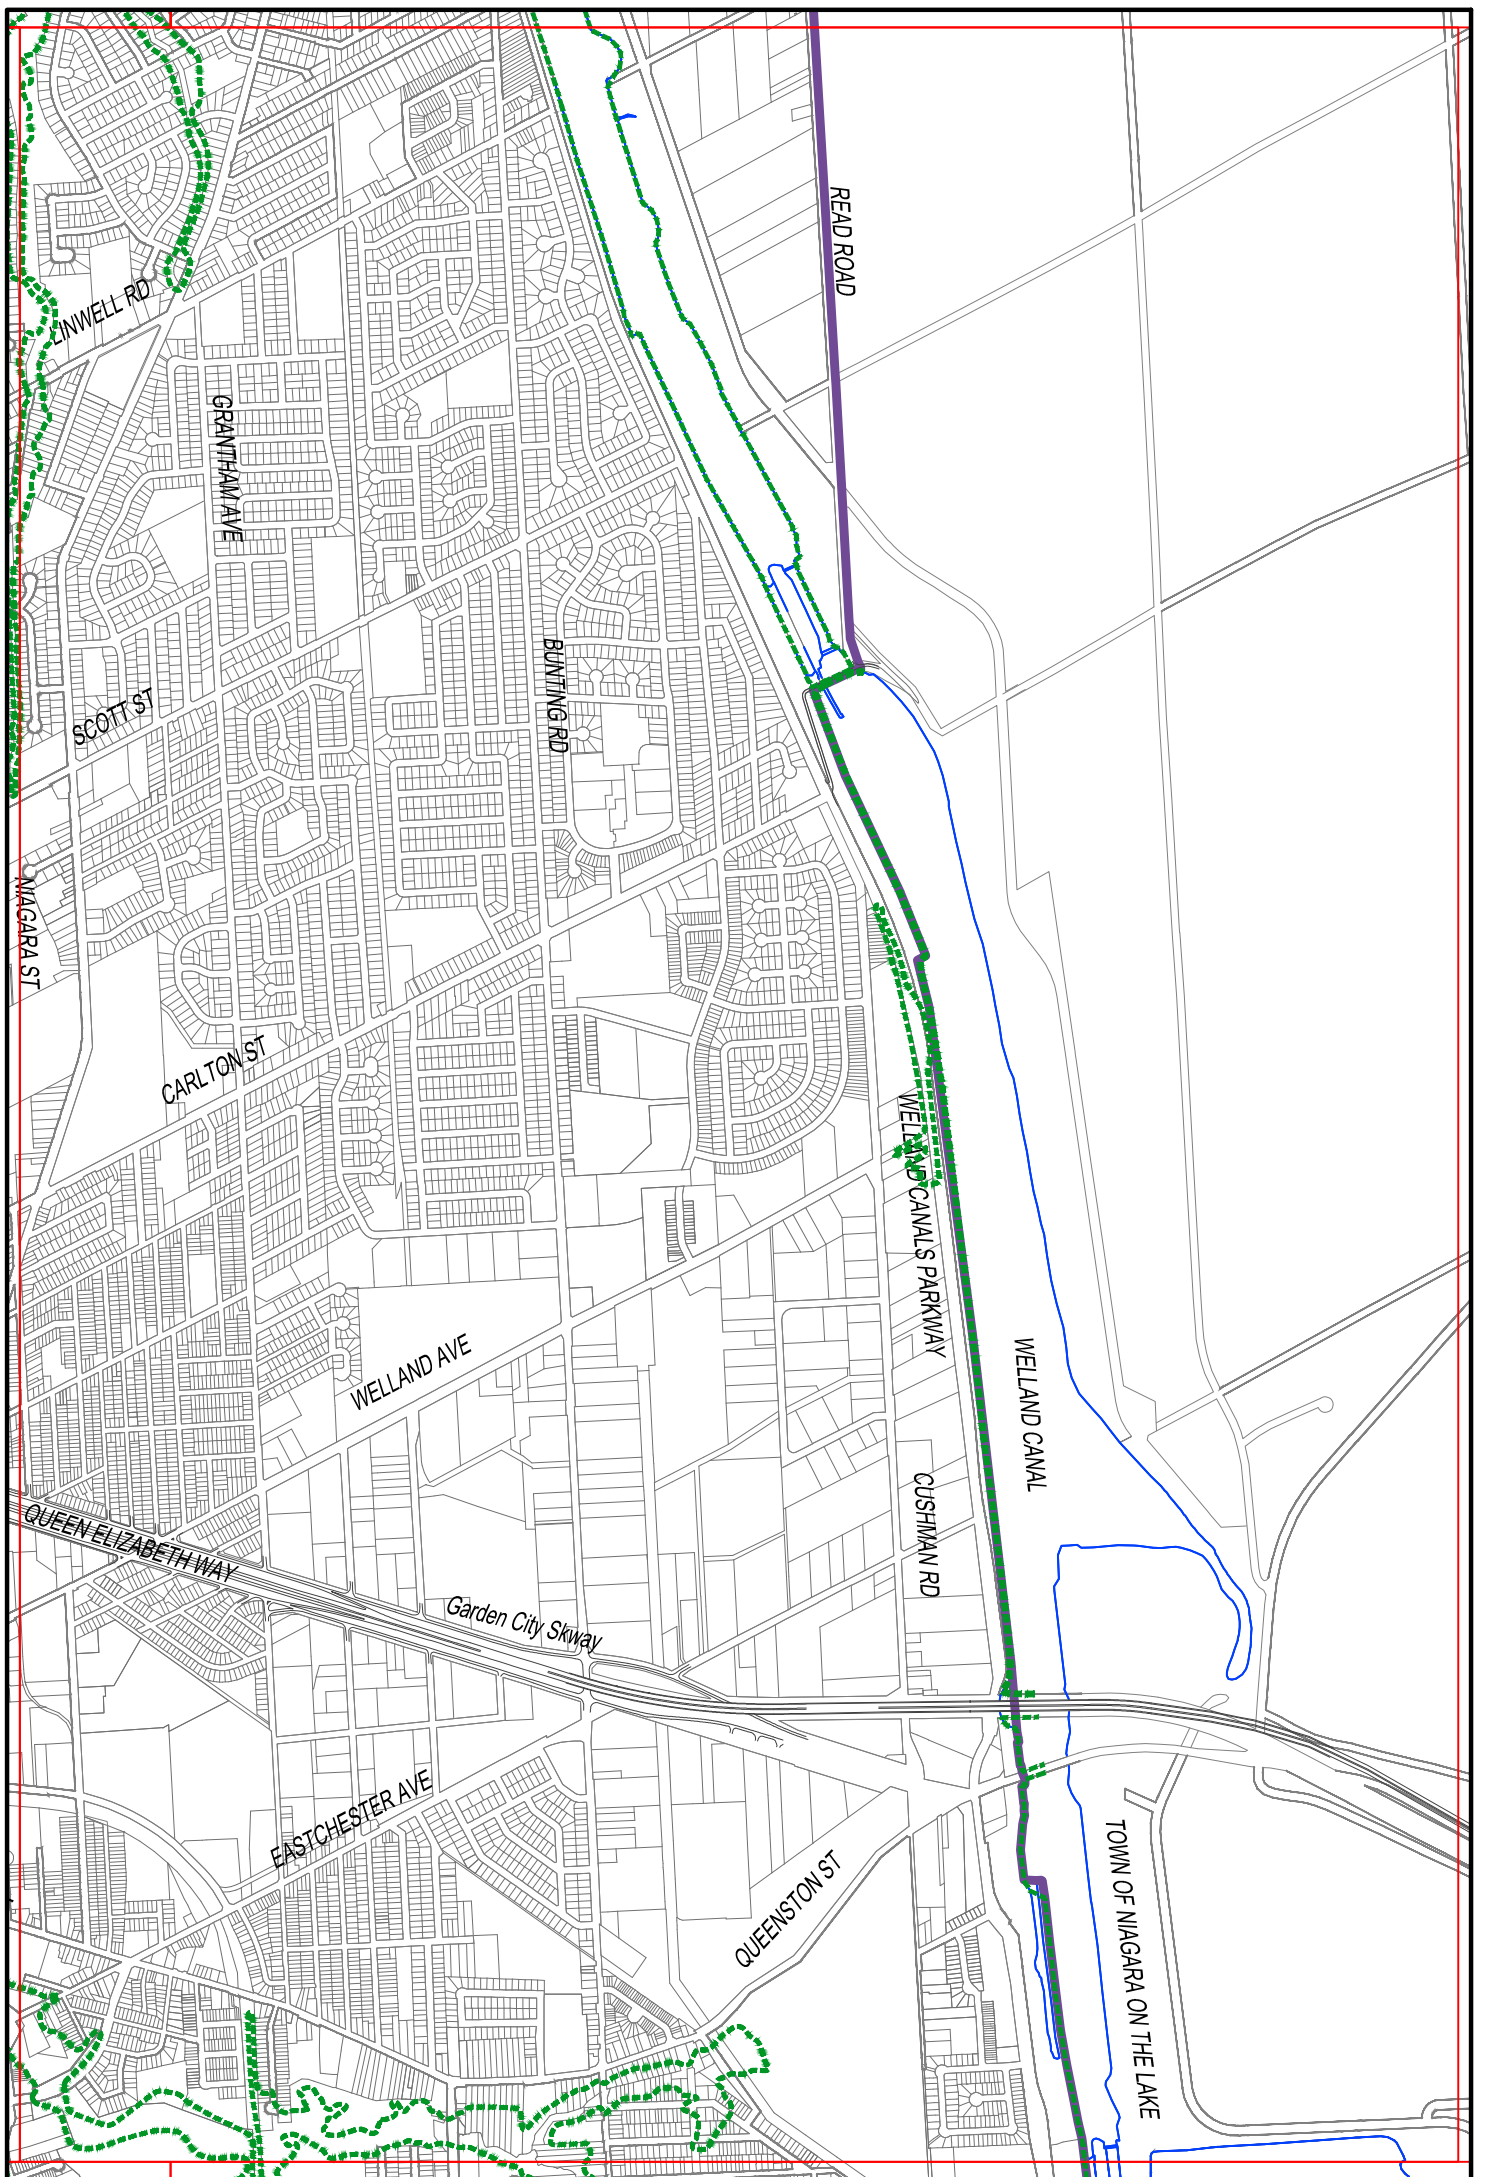 READ ROAD
LINWELL RD
GRANTHAM AVE
BUNTING RD
SCOTT ST
NIAGARA ST
CARLTON ST
WELLAND CANALS PARKWAY
WELLAND AVE
WELLAND CANAL
CUSHMAN RD
QUEEN ELIZABETH WAY
Garden City Skway
EASTCHESTER AVE
QUEENSTON ST
TOWN OF NIAGARA ON THE LAKE